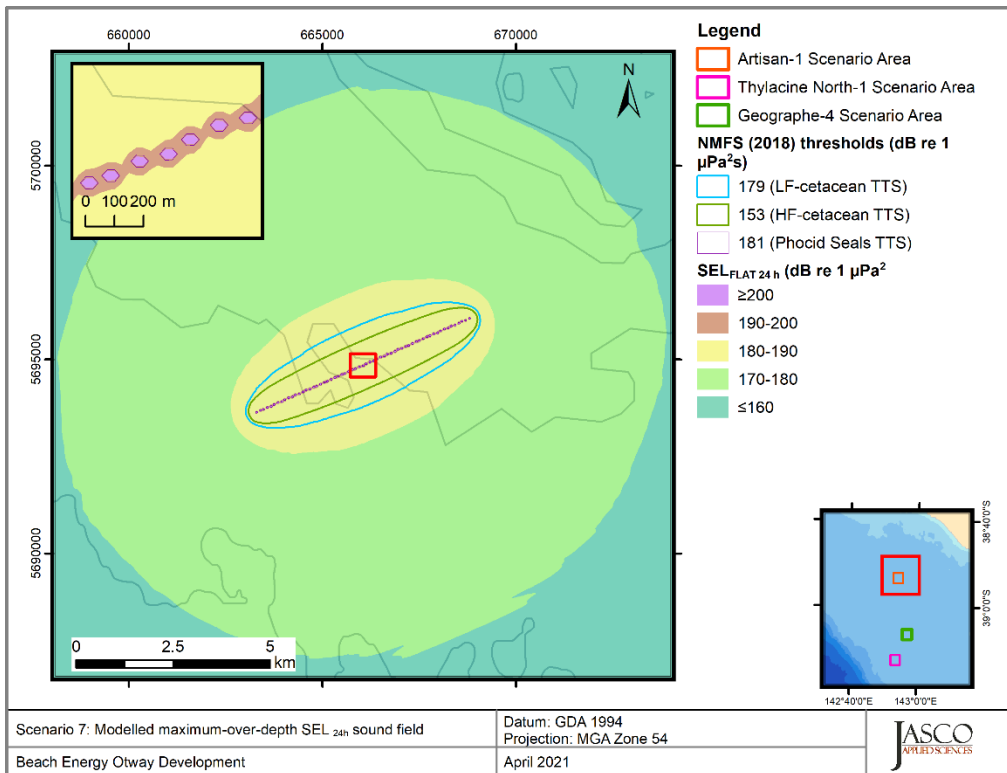 660000 665000 670000
5700000
5695000
5690000
N
0 100 200 m
0 2.5 5
km
Legend
Artisan-1 Scenario Area
Thylacine North-1 Scenario Area
Geographe-4 Scenario Area
NMFS (2018) thresholds (dB re 1
µPa²s)
179 (LF-cetacean TTS)
153 (HF-cetacean TTS)
181 (Phocid Seals TTS)
SELFLAT 24 h (dB re 1 µPa²
≥200
190-200
180-190
170-180
≤160
38°40'0"S
39°0'0"S
142°40'0"E 143°0'0"E
Scenario 7: Modelled maximum-over-depth SEL 24h sound field
Datum: GDA 1994
Projection: MGA Zone 54
Beach Energy Otway Development
April 2021
JASCO
APPLIED SCIENCES